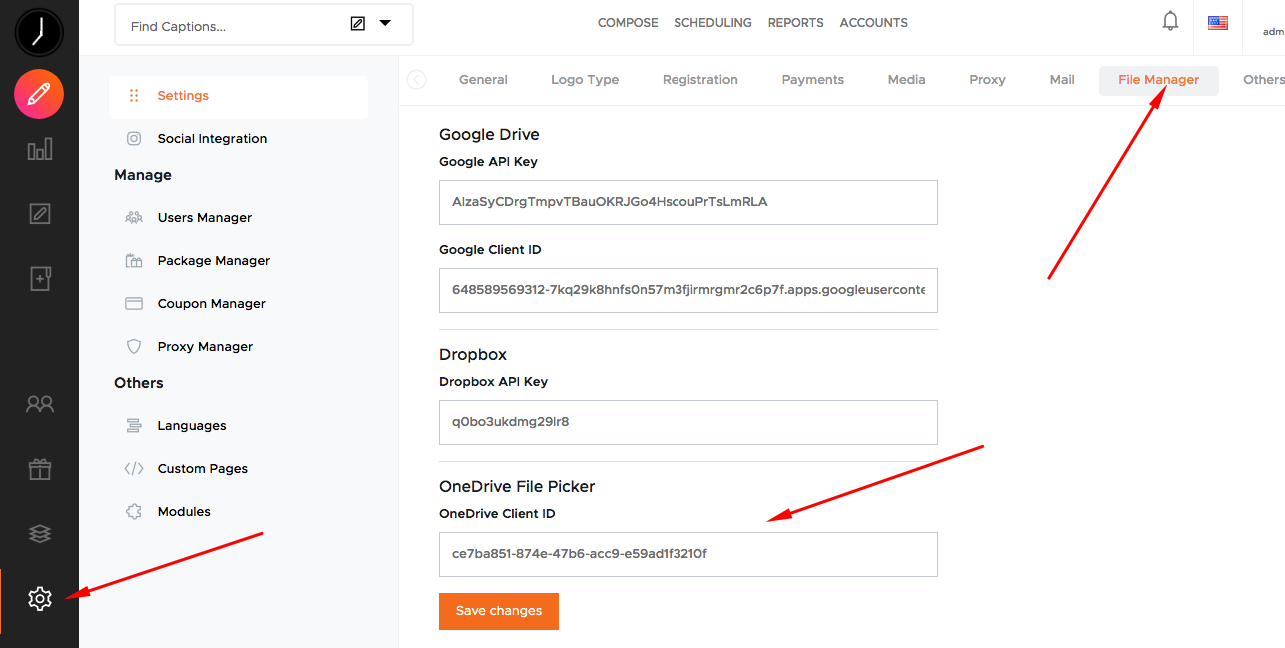 Find Captions...
COMPOSE SCHEDULING REPORTS ACCOUNTS
adm
Settings
Social Integration
Manage
Users Manager
Package Manager
Coupon Manager
Proxy Manager
Others
Languages
Custom Pages
Modules
General Logo Type Registration Payments Media Proxy Mail File Manager Others
Google Drive
Google API Key
AIzaSyCDrgTmpvTBauOKRJGo4HscouPrTsLmRLA
Google Client ID
648589569312-7kq29k8hnfs0n57m3fjirmrgmr2c6p7f.apps.googleuserconte
Dropbox
Dropbox API Key
q0bo3ukdmg29lr8
OneDrive File Picker
OneDrive Client ID
ce7ba851-874e-47b6-acc9-e59ad1f3210f
Save changes